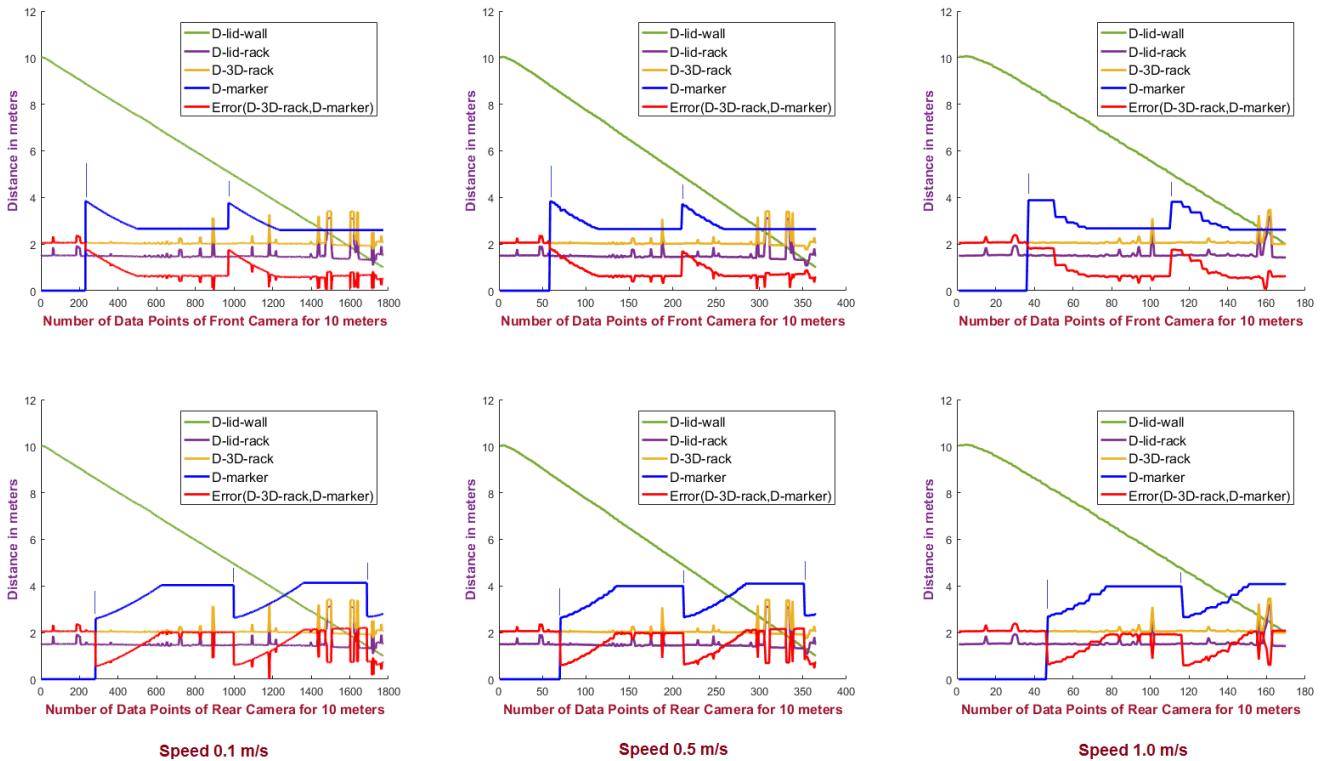 12
10
8
6
4
2
0
Distance in meters
D-lid-wall
D-lid-rack
D-3D-rack
D-marker
Error(D-3D-rack,D-marker)
0 200 400 600 800 1000 1200 1400 1600 1800
Number of Data Points of Front Camera for 10 meters
12
10
8
6
4
2
0
Distance in meters
D-lid-wall
D-lid-rack
D-3D-rack
D-marker
Error(D-3D-rack,D-marker)
0 50 100 150 200 250 300 350 400
Number of Data Points of Front Camera for 10 meters
12
10
8
6
4
2
0
Distance in meters
D-lid-wall
D-lid-rack
D-3D-rack
D-marker
Error(D-3D-rack,D-marker)
0 20 40 60 80 100 120 140 160 180
Number of Data Points of Front Camera for 10 meters
12
10
8
6
4
2
0
Distance in meters
D-lid-wall
D-lid-rack
D-3D-rack
D-marker
Error(D-3D-rack,D-marker)
0 200 400 600 800 1000 1200 1400 1600 1800
Number of Data Points of Rear Camera for 10 meters
12
10
8
6
4
2
0
Distance in meters
D-lid-wall
D-lid-rack
D-3D-rack
D-marker
Error(D-3D-rack,D-marker)
0 50 100 150 200 250 300 350 400
Number of Data Points of Rear Camera for 10 meters
12
10
8
6
4
2
0
Distance in meters
D-lid-wall
D-lid-rack
D-3D-rack
D-marker
Error(D-3D-rack,D-marker)
0 20 40 60 80 100 120 140 160 180
Number of Data Points of Rear Camera for 10 meters
Speed 0.1 m/s
Speed 0.5 m/s
Speed 1.0 m/s